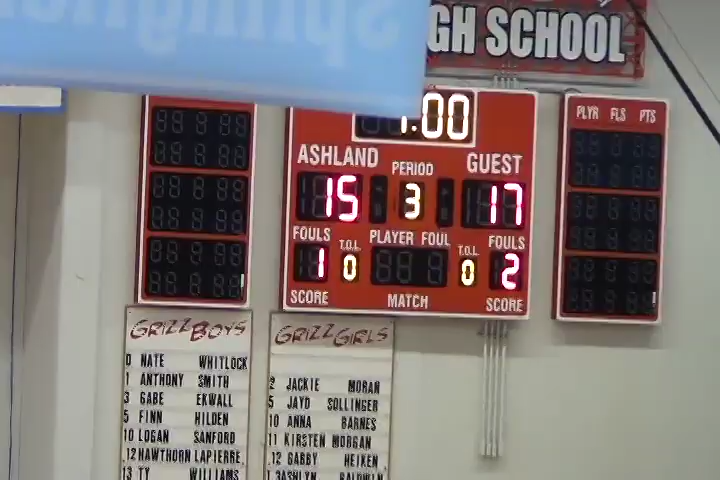 GH SCHOOL
1:00
PLYR FLS PTS
ASHLAND PERIOD GUEST
15 3 17
FOULS T.O.L. PLAYER FOUL T.O.L. FOULS
1 0 0 2
SCORE MATCH SCORE
GRIZZ BOYS
0 NATE WHITLOCK
1 ANTHONY SMITH
3 GABE EKWALL
5 FINN HILDEN
10 LOGAN SANFORD
12 HAWTHORN LAPIERRE
13 TY WILLIAMS
GRIZZ GIRLS
2 JACKIE MORAN
5 JAYD SOLLINGER
10 ANNA BARNES
11 KIRSTEN MORGAN
12 GABBY HEIKEN